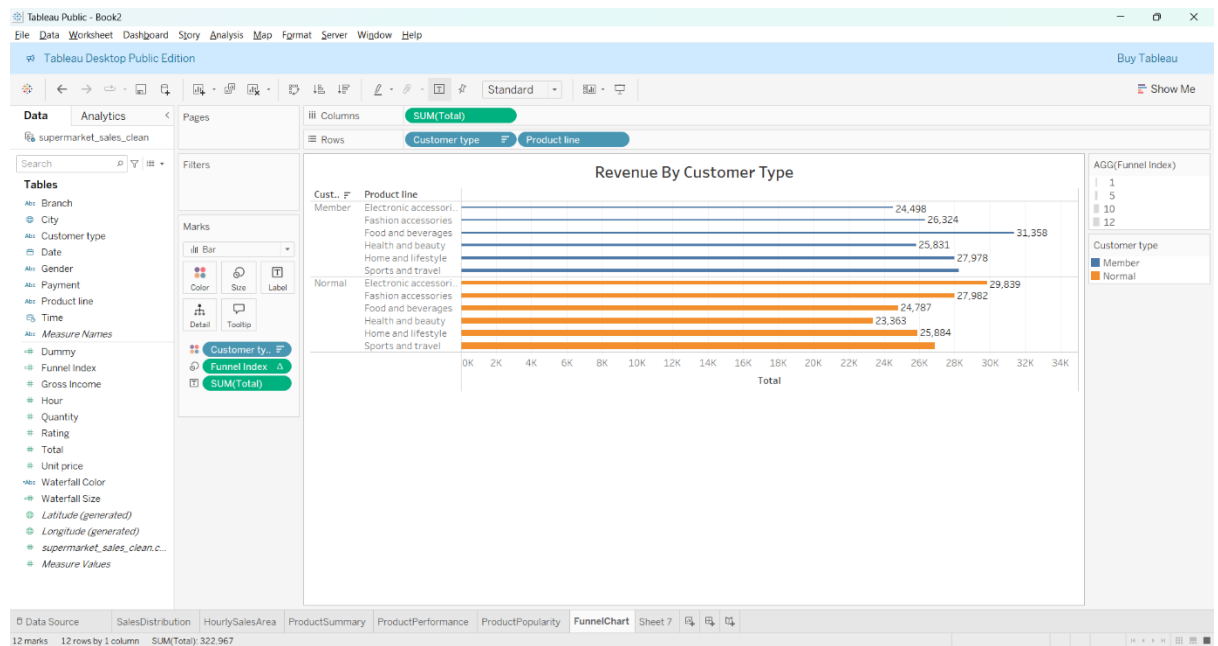 Tableau Public - Book2
File Data Worksheet Dashboard Story Analysis Map Format Server Window Help
Tableau Desktop Public Edition
Buy Tableau
Standard
Show Me
Data
Analytics
supermarket_sales_clean
Search
Tables
Abc Branch
City
Abc Customer type
Date
Abc Gender
Abc Payment
Abc Product line
Time
Abc Measure Names
=# Dummy
=# Funnel Index
# Gross Income
# Hour
# Quantity
# Rating
# Total
# Unit price
=Abc Waterfall Color
=# Waterfall Size
Latitude (generated)
Longitude (generated)
# supermarket_sales_clean.c...
# Measure Values
Pages
Filters
Marks
Bar
Color
Size
Label
Detail
Tooltip
Customer ty..
Funnel Index Δ
SUM(Total)
Columns
SUM(Total)
Rows
Customer type
Product line
Revenue By Customer Type
Cust..
Product line
Member
Electronic accessori..
24,498
Fashion accessories
26,324
Food and beverages
31,358
Health and beauty
25,831
Home and lifestyle
27,978
Sports and travel
Normal
Electronic accessori..
29,839
Fashion accessories
27,982
Food and beverages
24,787
Health and beauty
23,363
Home and lifestyle
25,884
Sports and travel
0K 2K 4K 6K 8K 10K 12K 14K 16K 18K 20K 22K 24K 26K 28K 30K 32K 34K
Total
AGG(Funnel Index)
1
5
10
12
Customer type
Member
Normal
Data Source
SalesDistribution
HourlySalesArea
ProductSummary
ProductPerformance
ProductPopularity
FunnelChart
Sheet 7
12 marks 12 rows by 1 column SUM(Total): 322,967